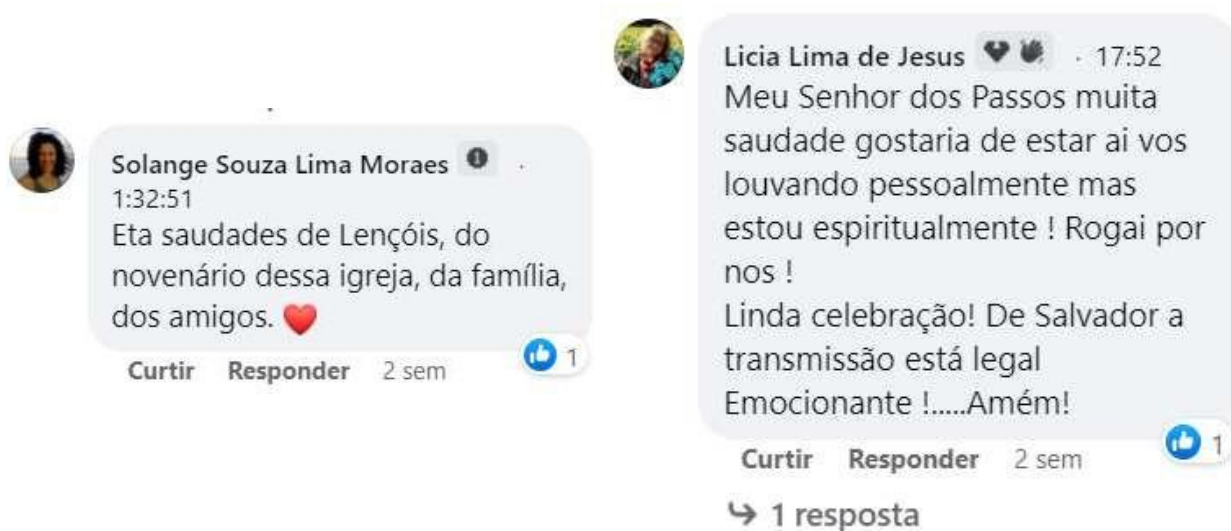 Solange Souza Lima Moraes ·
1:32:51
Eta saudades de Lençóis, do
novenário dessa igreja, da família,
dos amigos. ❤️
1
Curtir Responder 2 sem
Licia Lima de Jesus · 17:52
Meu Senhor dos Passos muita
saudade gostaria de estar ai vos
louvando pessoalmente mas
estou espiritualmente ! Rogai por
nos !
Linda celebração! De Salvador a
transmissão está legal
Emocionante !.....Amém!
1
Curtir Responder 2 sem
1 resposta